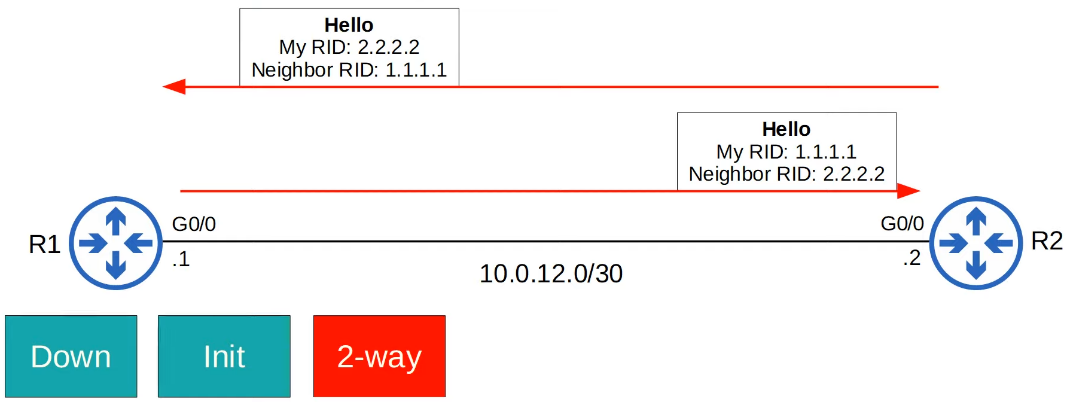 Hello
My RID: 2.2.2.2
Neighbor RID: 1.1.1.1
Hello
My RID: 1.1.1.1
Neighbor RID: 2.2.2.2
R1
G0/0
.1
10.0.12.0/30
G0/0
.2
R2
Down
Init
2-way